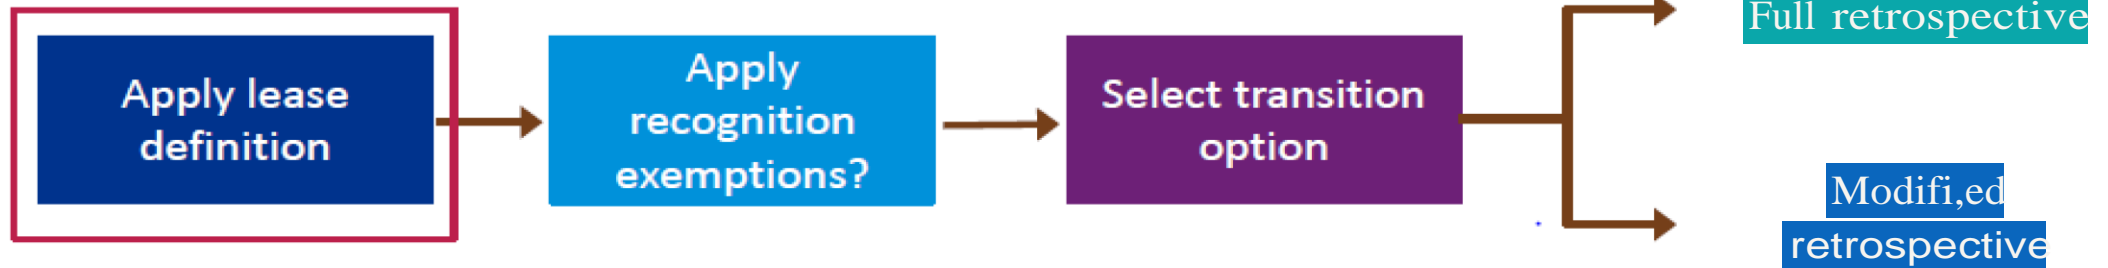 Apply lease
definition
Apply
recognition
exemptions?
Select transition
option
Full retrospective
Modifi,ed
retrospective